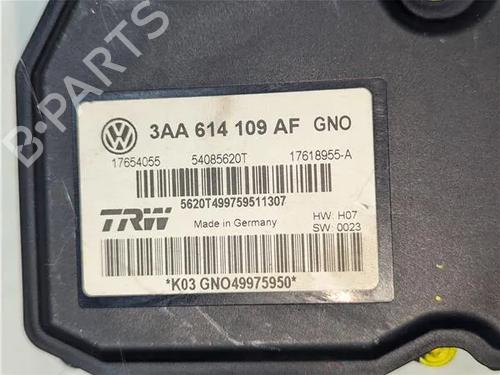 3AA 614 109 AF GNO
17654055 54085620T 17618955-A
5620T499759511307
TRW Made in Germany HW: H07
SW: 0023
*K03 GNO49975950*
B-PARTS